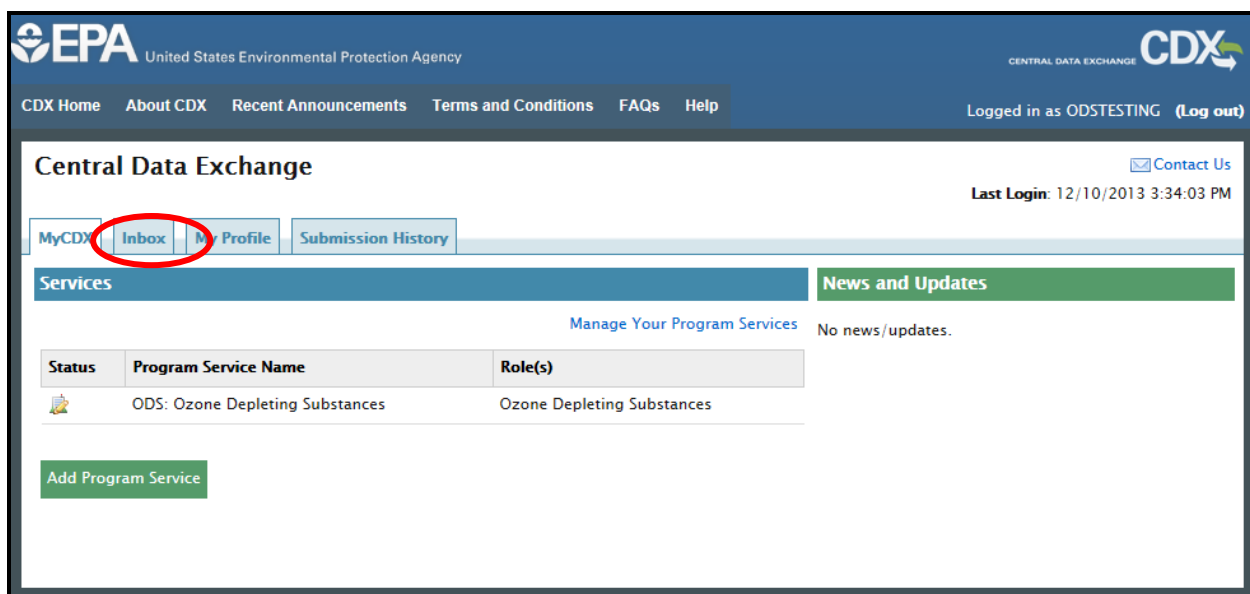 EPA United States Environmental Protection Agency
CENTRAL DATA EXCHANGE CDX
CDX Home About CDX Recent Announcements Terms and Conditions FAQs Help
Logged in as ODSTESTING (Log out)
Central Data Exchange
Contact Us
Last Login: 12/10/2013 3:34:03 PM
MyCDX Inbox My Profile Submission History
Services
News and Updates
Manage Your Program Services
No news/updates.
Status Program Service Name Role(s)
ODS: Ozone Depleting Substances Ozone Depleting Substances
Add Program Service